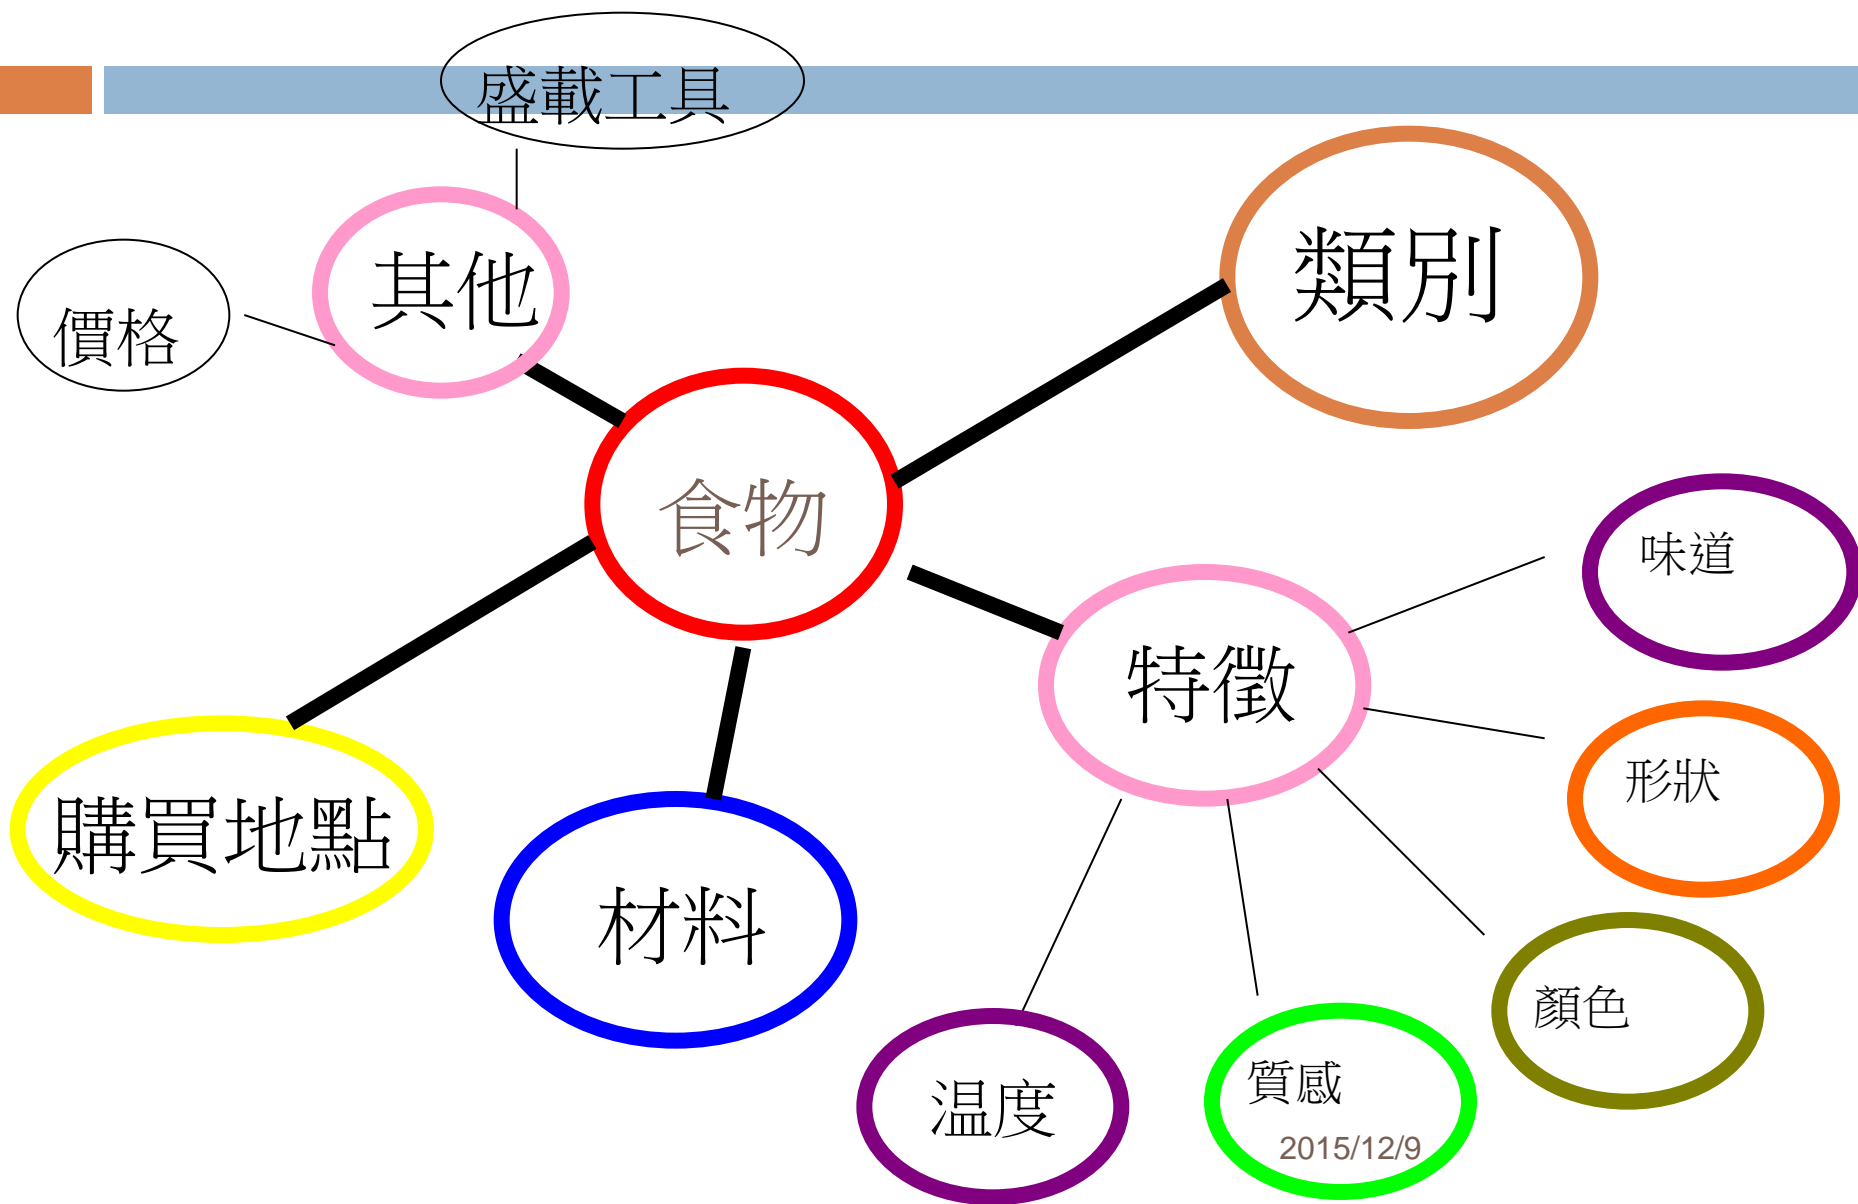 盛載工具
其他
價格
類別
食物
味道
特徵
形狀
購買地點
材料
顏色
温度
質感
2015/12/9